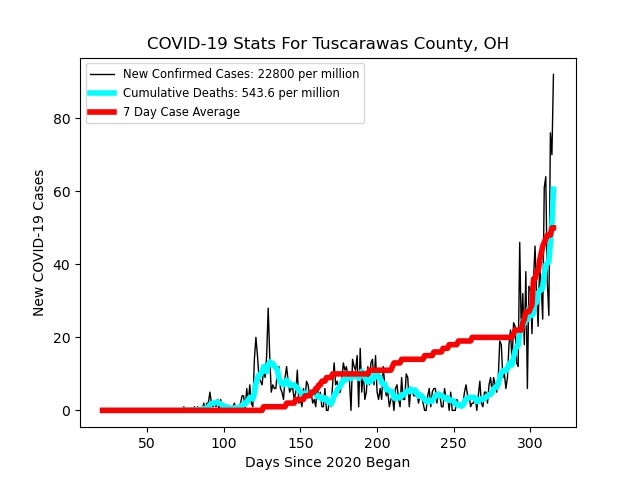 COVID-19 Stats For Tuscarawas County, OH
New Confirmed Cases: 22800 per million
Cumulative Deaths: 543.6 per million
7 Day Case Average
New COVID-19 Cases
80
60
40
20
0
50 100 150 200 250 300
Days Since 2020 Began